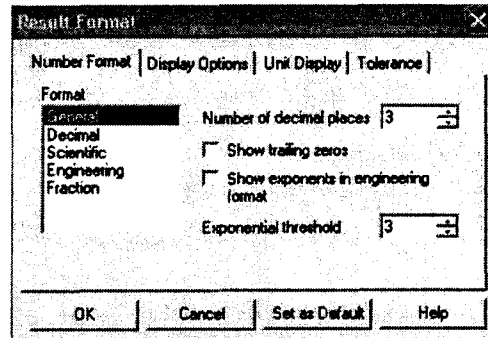 Result Format
Number Format Display Options Unit Display Tolerance
Format
General
Decimal
Scientific
Engineering
Fraction
Number of decimal places 3
Show trailing zeros
Show exponents in engineering
format
Exponential threshold 3
OK Cancel Set as Default Help